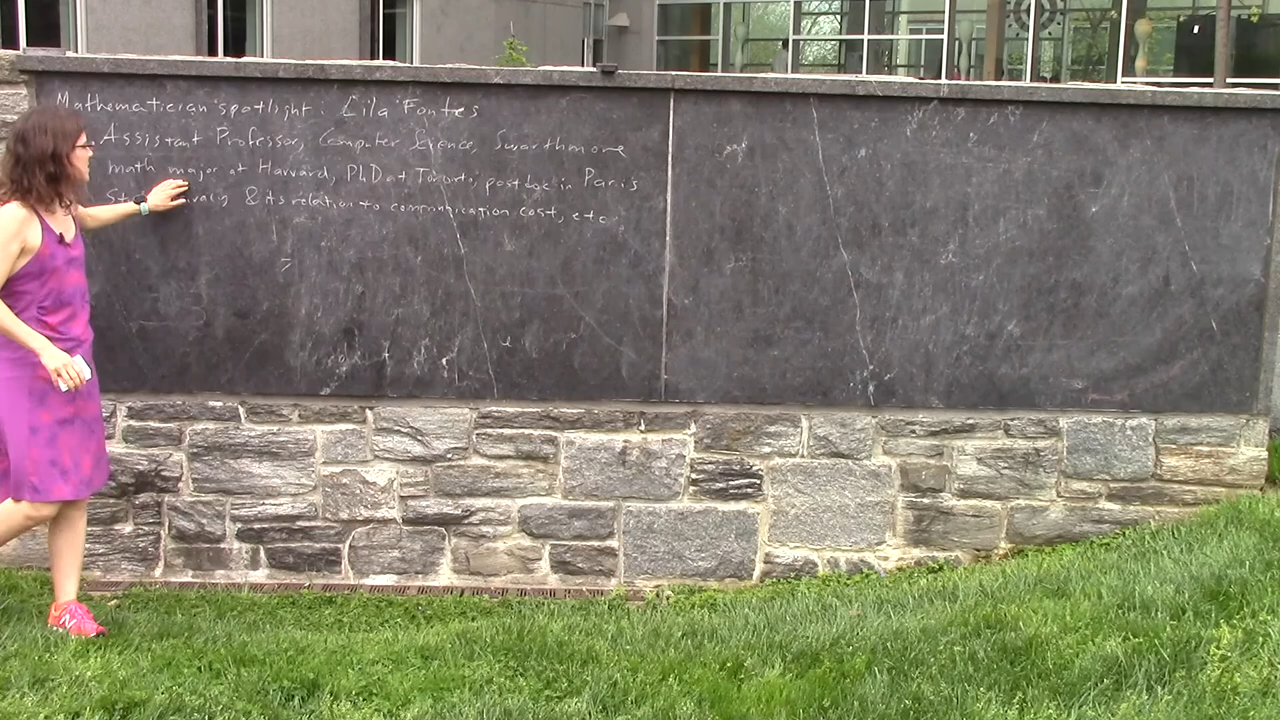 Mathematician spotlight: Lila Fontes
Assistant Professor, Computer Science, Swarthmore
math major at Harvard, PhD at Toronto, postdoc in Paris
& its relation to communication cost, etc.